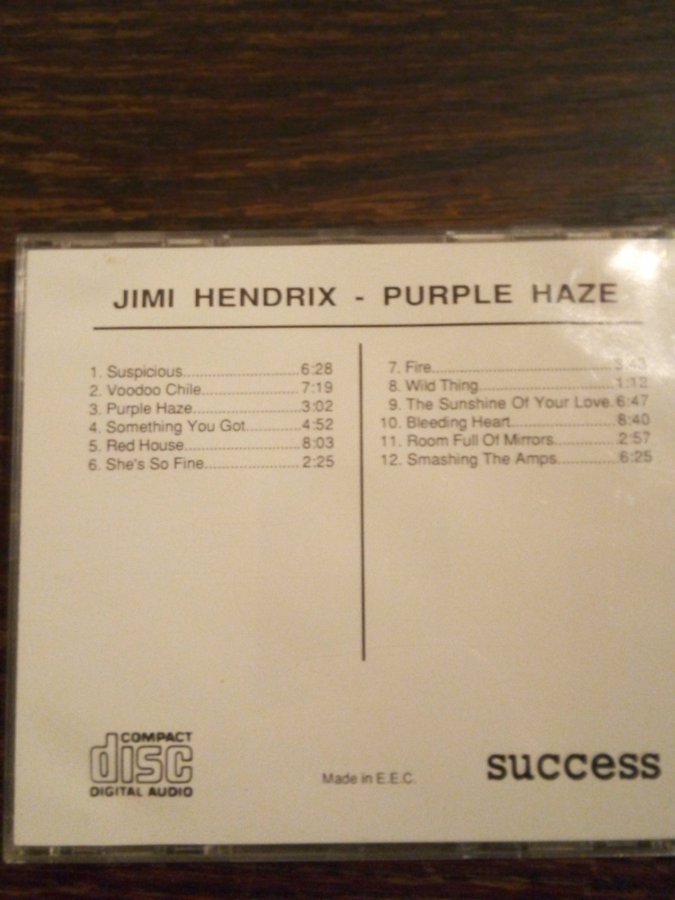 JIMI HENDRIX - PURPLE HAZE
1. Suspicious..........................6:28
2. Voodoo Chile......................7:19
3. Purple Haze........................3:02
4. Something You Got............4:52
5. Red House..........................8:03
6. She's So Fine......................2:25
7. Fire........................................3:43
8. Wild Thing..............................1:12
9. The Sunshine Of Your Love.6:47
10. Bleeding Heart.......................8:40
11. Room Full Of Mirrors..............2:57
12. Smashing The Amps.............6:25
COMPACT
disc
DIGITAL AUDIO
Made in E.E.C.
success